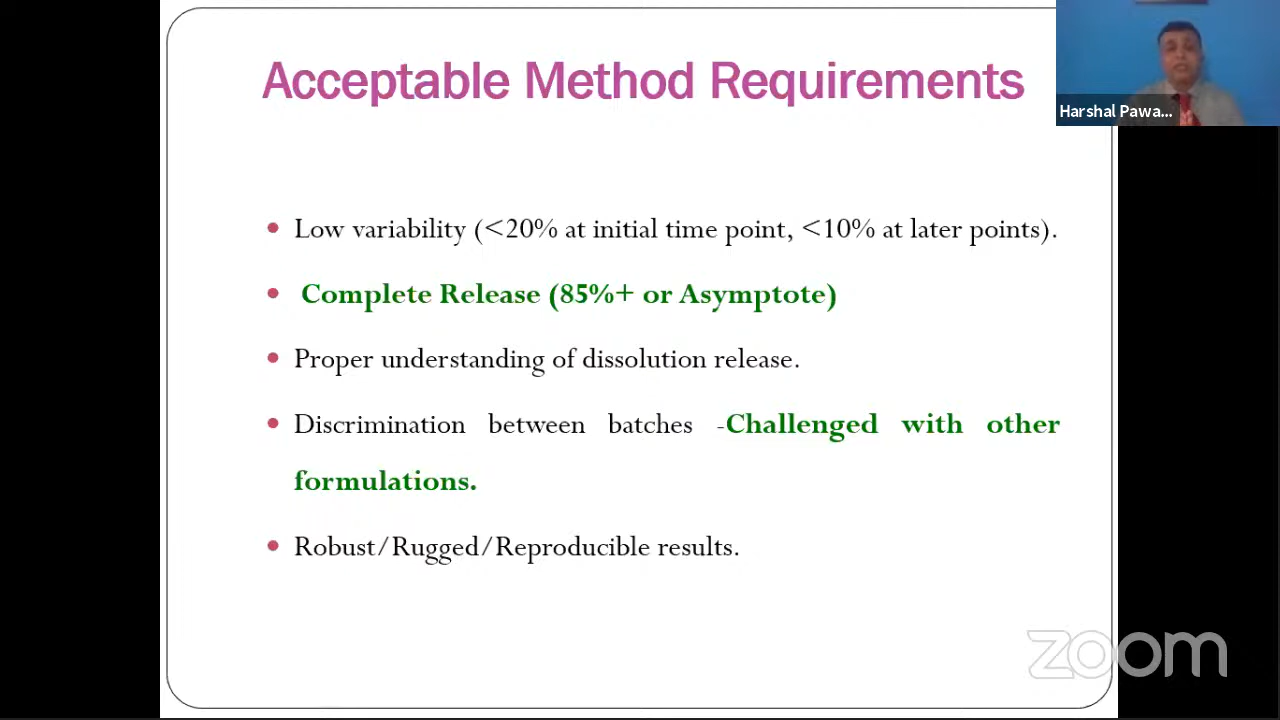 Acceptable Method Requirements
Harshal Pawa...
• Low variability (<20% at initial time point, <10% at later points).
• Complete Release (85%+ or Asymptote)
• Proper understanding of dissolution release.
• Discrimination between batches -Challenged with other
formulations.
• Robust/Rugged/Reproducible results.
zoom